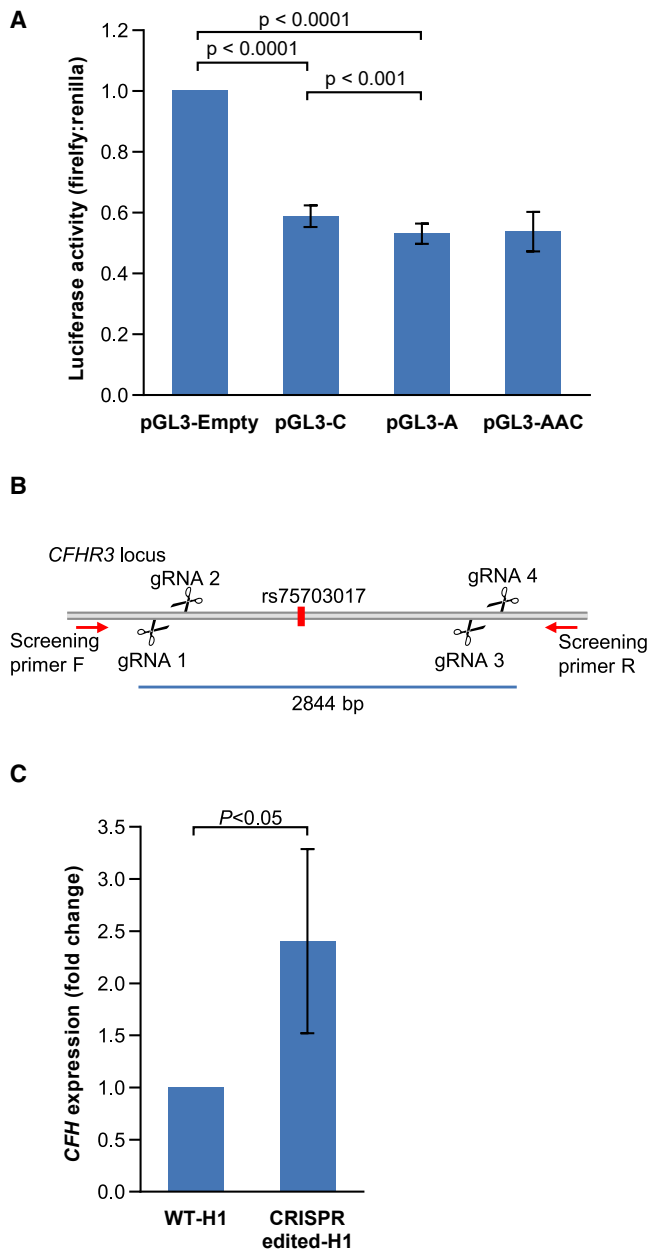 A
Luciferase activity (firelfy:renilla)
1.2
1.0
0.8
0.6
0.4
0.2
0.0
p < 0.0001
p < 0.0001
p < 0.001
pGL3-Empty pGL3-C pGL3-A pGL3-AAC
B
CFHR3 locus
gRNA 2
rs75703017
gRNA 4
Screening
primer F
gRNA 1
gRNA 3
Screening
primer R
2844 bp
C
CFH expression (fold change)
3.5
3.0
2.5
2.0
1.5
1.0
0.5
0.0
P<0.05
WT-H1
CRISPR
edited-H1